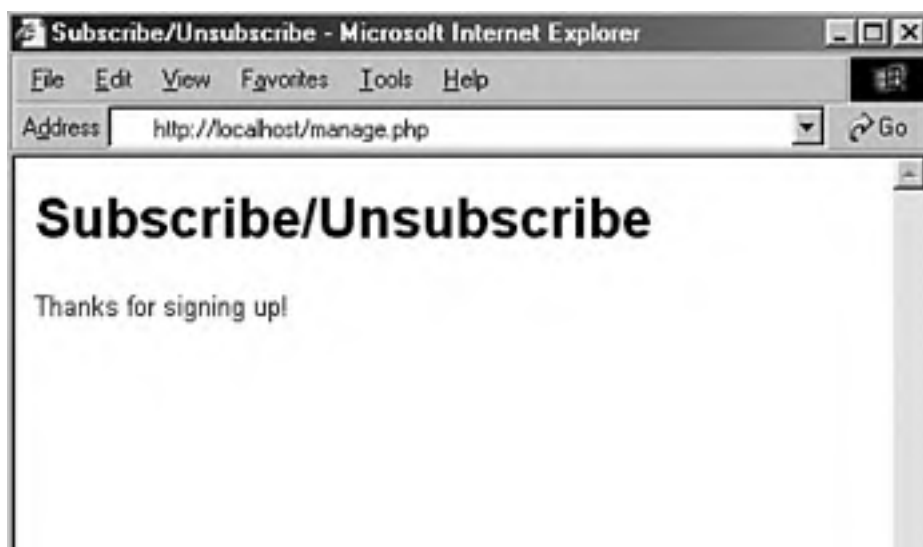 Subscribe/Unsubscribe - Microsoft Internet Explorer
File Edit View Favorites Tools Help
Address http://localhost/manage.php Go
Subscribe/Unsubscribe
Thanks for signing up!